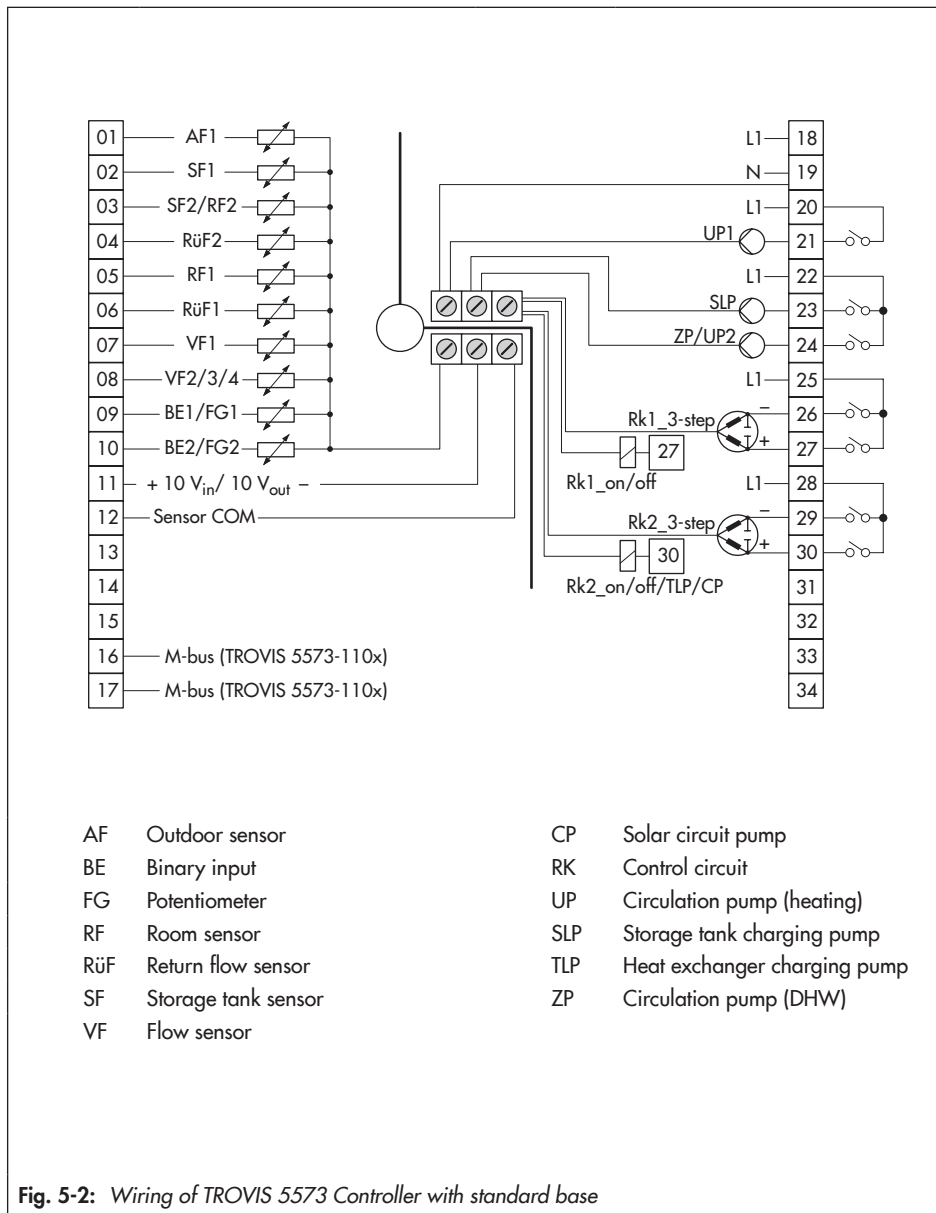 01 AF1
02 SF1
03 SF2/RF2
04 RüF2
05 RF1
06 RüF1
07 VF1
08 VF2/3/4
09 BE1/FG1
10 BE2/FG2
11 + 10 Vin/ 10 Vout –
12 Sensor COM
13
14
15
16 M-bus (TROVIS 5573-110x)
17 M-bus (TROVIS 5573-110x)
L1 18
N 19
L1 20
UP1 21
L1 22
SLP 23
ZP/UP2 24
L1 25
Rk1_3-step – 26
+ 27
27
Rk1_on/off
L1 28
Rk2_3-step – 29
+ 30
30
Rk2_on/off/TLP/CP
31
32
33
34
AF Outdoor sensor
BE Binary input
FG Potentiometer
RF Room sensor
RüF Return flow sensor
SF Storage tank sensor
VF Flow sensor
CP Solar circuit pump
RK Control circuit
UP Circulation pump (heating)
SLP Storage tank charging pump
TLP Heat exchanger charging pump
ZP Circulation pump (DHW)
Fig. 5-2: Wiring of TROVIS 5573 Controller with standard base